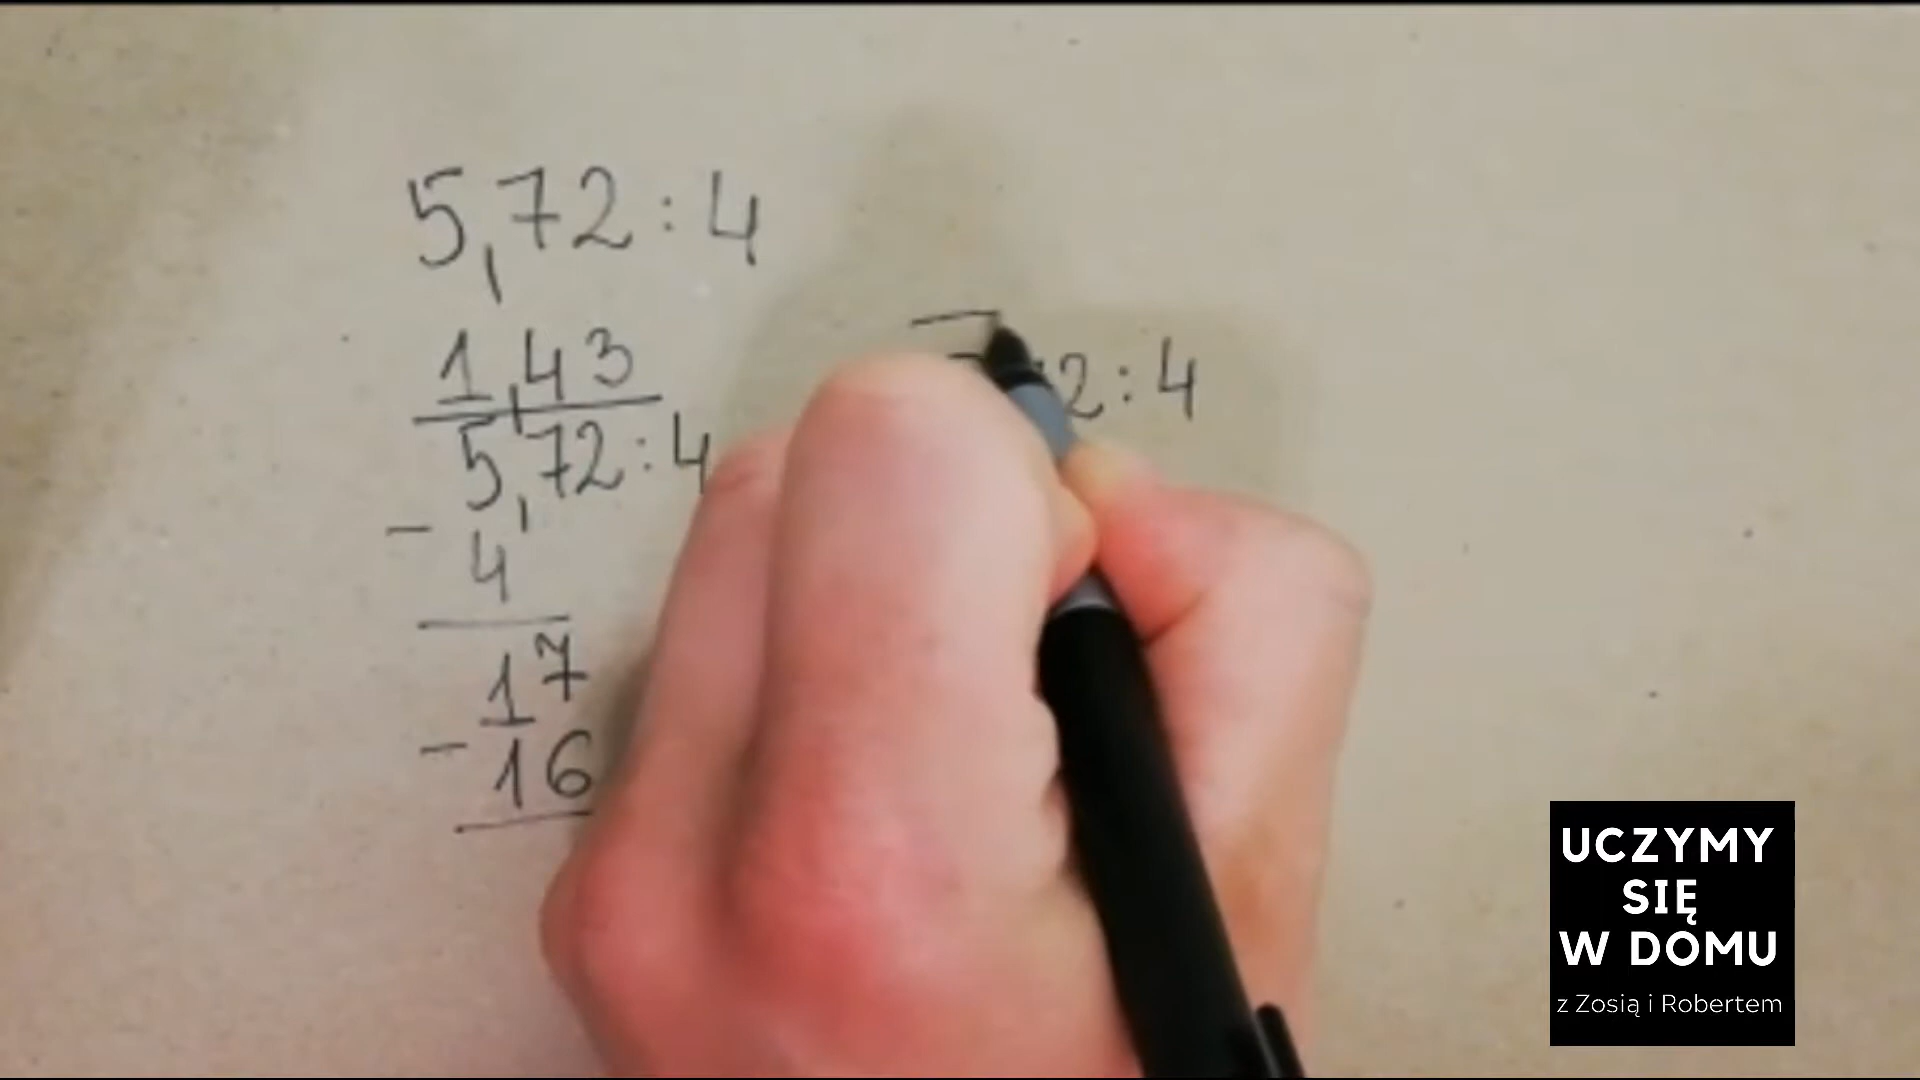 5,72:4
1,43
5,72:4
- 4
17
- 16
2:4
UCZYMY
SIĘ
W DOMU
z Zosią i Robertem